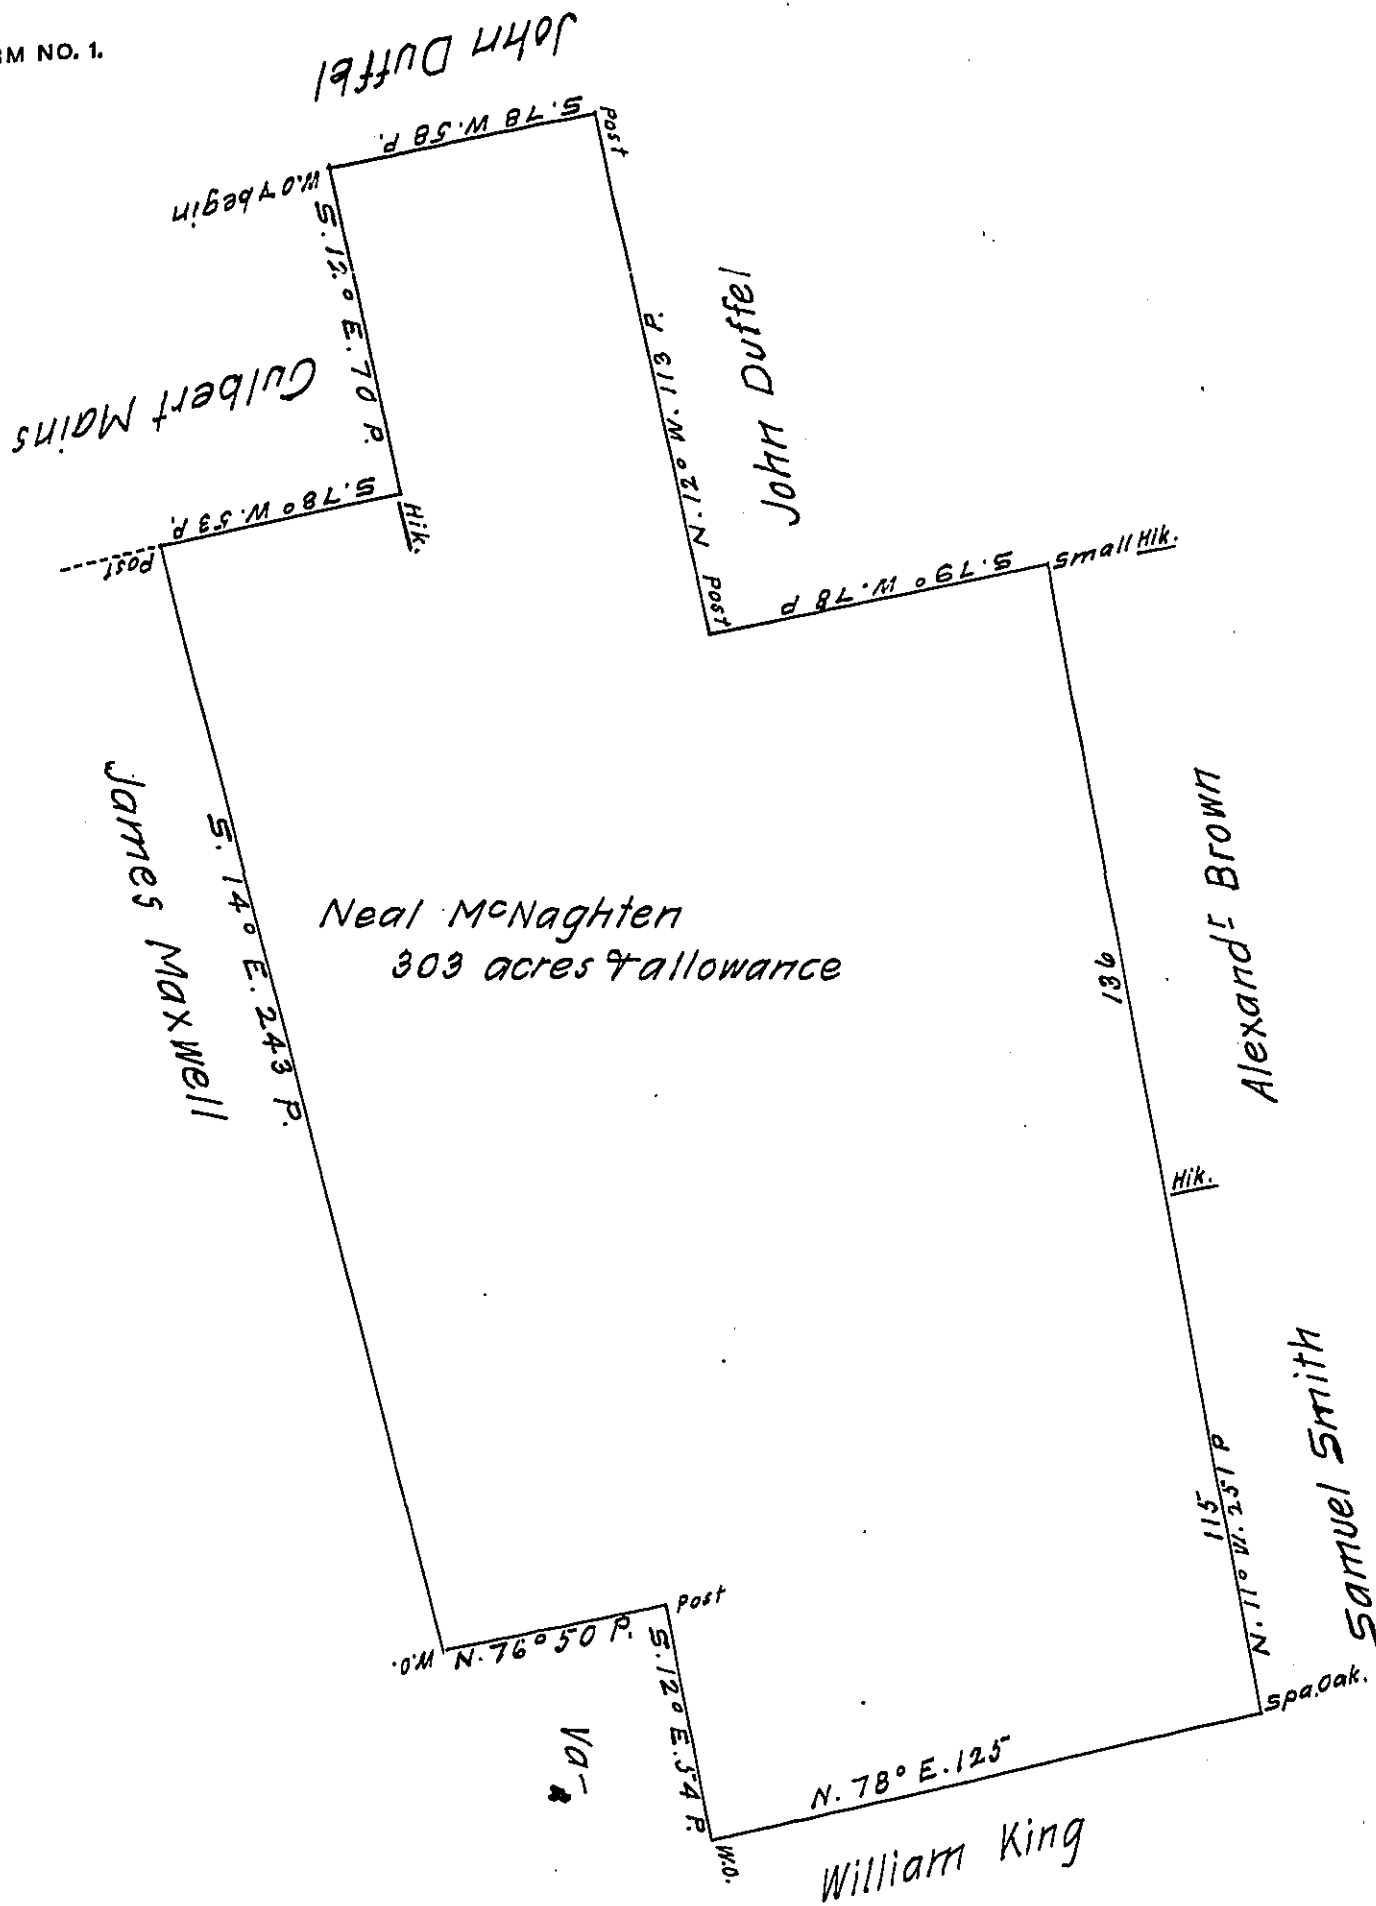 M NO. 1.
John Duffel
S. 78 W. 58 P.
Post
W.O & begin
S. 12.° E. 70 P.
Culbert Mains
N. 12° W. 113 P.
John Duffel
S. 78° W. 53 P.
Hik.
Post
Post
S. 79° W. 78 P
Small Hik.
James Maxwell
S. 14° E. 243 P.
Neal McNaghten
303 acres & allowance
136
Alexandr. Brown
Hik.
Samuel Smith
115
N. 11° W. 251 P
W.O.
N. 76° 50 P.
Post
S. 12° E. 54 P.
Va-
Spa. Oak.
N. 78° E. 125
W.O.
William King